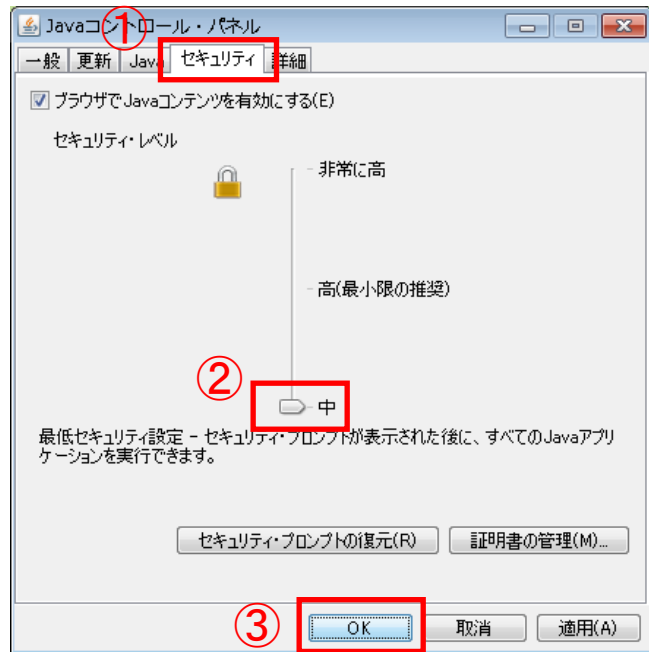 Javaコントロール・パネル
①
一般 更新 Java セキュリティ 詳細
ブラウザでJavaコンテンツを有効にする(E)
セキュリティ・レベル
非常に高
高(最小限の推奨)
②
中
最低セキュリティ設定 - セキュリティ・プロンプトが表示された後に、すべてのJavaアプリ
ケーションを実行できます。
セキュリティ・プロンプトの復元(R) 証明書の管理(M)...
③ OK 取消 適用(A)